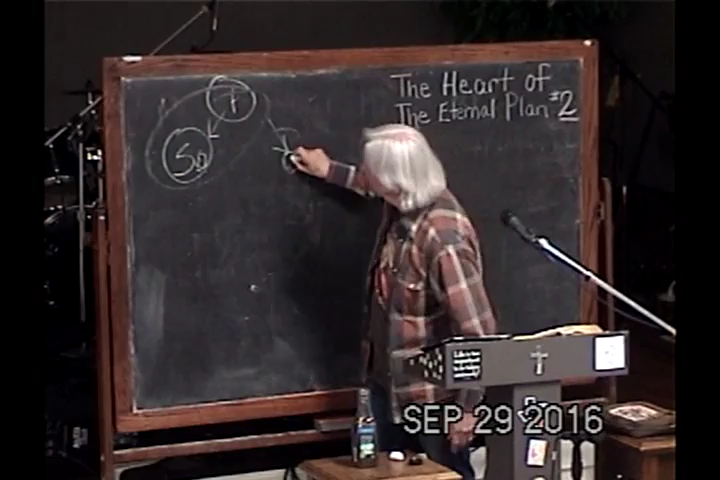 The Heart of
The Eternal Plan #2
F
So
SEP 29 2016